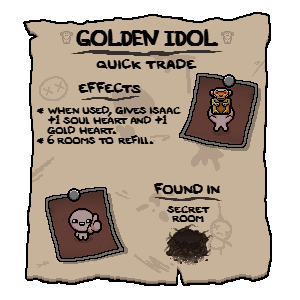 GOLDEN IDOL
QUICK TRADE
EFFECTS
* WHEN USED, GIVES ISAAC
+1 SOUL HEART AND +1
GOLD HEART.
* 6 ROOMS TO REFILL.
FOUND IN
SECRET
ROOM